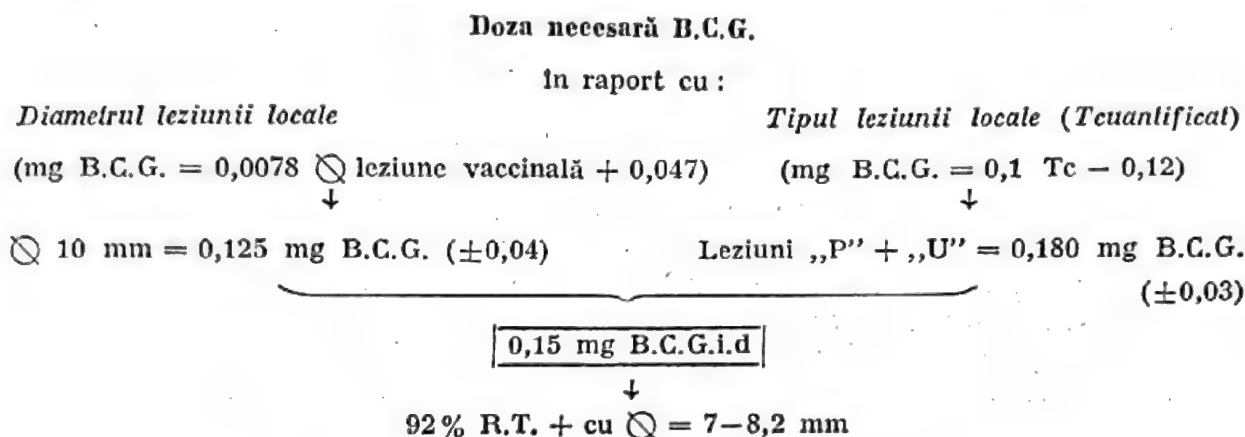 Doza necesară B.C.G.
în raport cu :
Diametrul leziunii locale
(mg B.C.G. = 0,0078 ∅ leziune vaccinală + 0,047)
↓
∅ 10 mm = 0,125 mg B.C.G. (±0,04)
Tipul leziunii locale (Tcuantificat)
(mg B.C.G. = 0,1 Tc − 0,12)
↓
Leziuni „P” + „U” = 0,180 mg B.C.G.
(±0,03)
0,15 mg B.C.G.i.d
↓
92% R.T. + cu ∅ = 7−8,2 mm